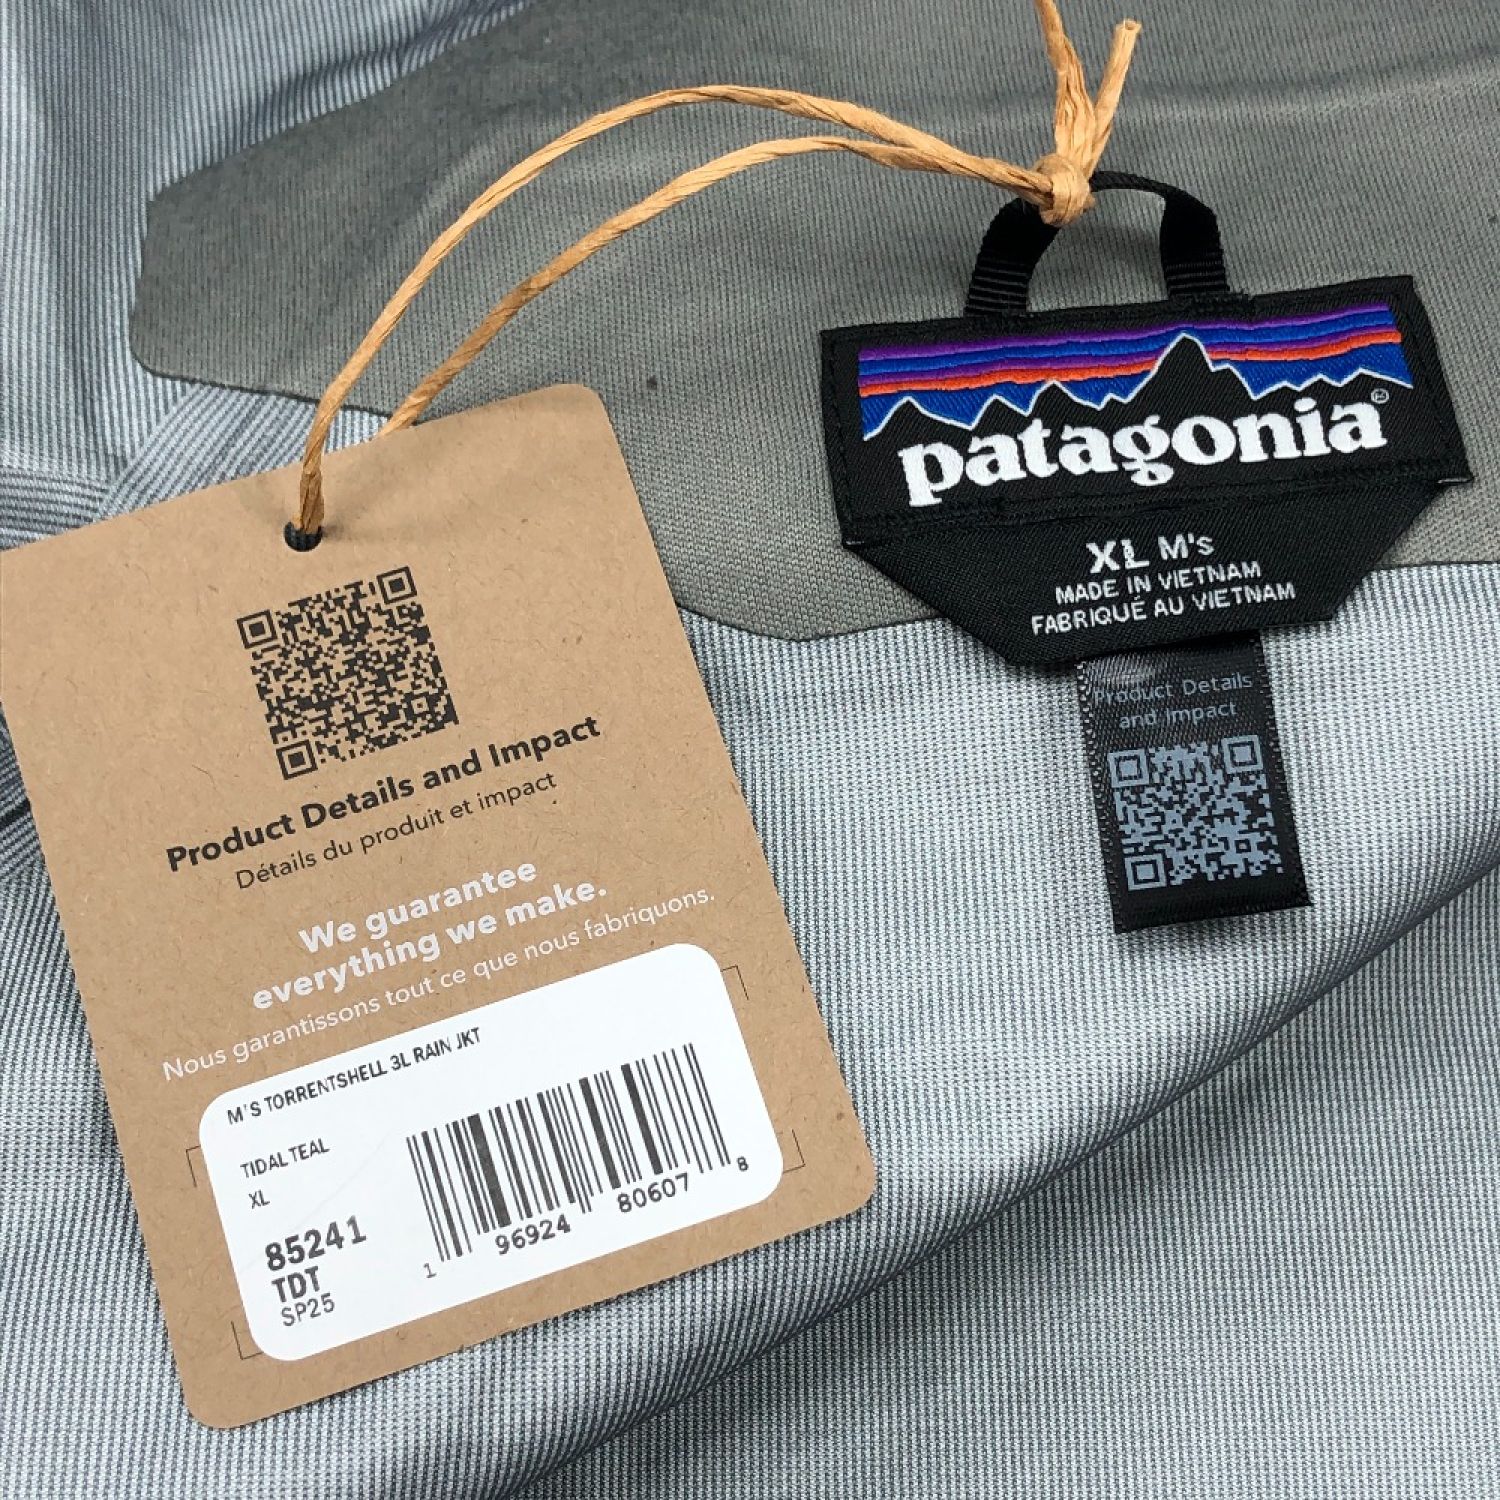 patagonia®
XL M's
MADE IN VIETNAM
FABRIQUÉ AU VIETNAM
Product Details
and Impact
Product Details and Impact
Détails du produit et impact
We guarantee
everything we make.
Nous garantissons tout ce que nous fabriquons.
M'S TORRENTSHELL 3L RAIN JKT
TIDAL TEAL
XL
85241
TDT
SP25
1 96924 80607 8